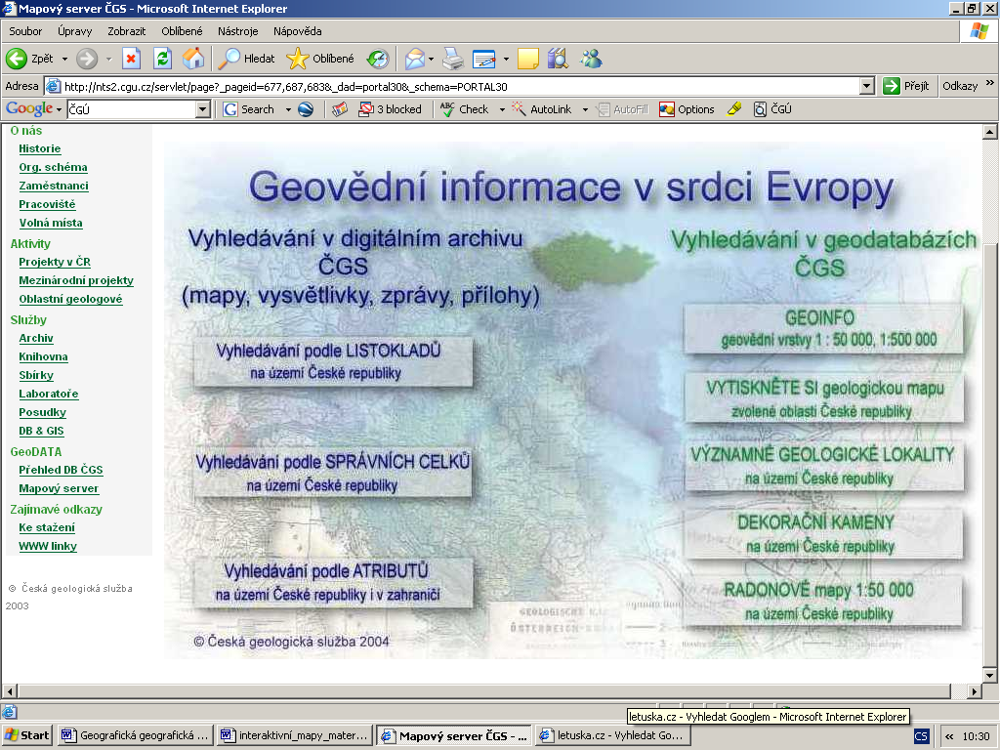 Mapový server ČGS - Microsoft Internet Explorer
Soubor Úpravy Zobrazit Oblíbené Nástroje Nápověda
Zpět Hledat Oblíbené
Adresa http://nts2.cgu.cz/servlet/page?_pageid=677,687,683&_dad=portal30&_schema=PORTAL30 Přejít Odkazy »
Google ČGÚ Search 3 blocked ABC Check AutoLink AutoFill Options ČGÚ
O nás
Historie
Org. schéma
Zaměstnanci
Pracoviště
Volná místa
Aktivity
Projekty v ČR
Mezinárodní projekty
Oblastní geologové
Služby
Archiv
Knihovna
Sbírky
Laboratoře
Posudky
DB & GIS
GeoDATA
Přehled DB ČGS
Mapový server
Zajímavé odkazy
Ke stažení
WWW linky
© Česká geologická služba
2003
Geovědní informace v srdci Evropy
Vyhledávání v digitálním archivu
ČGS
(mapy, vysvětlivky, zprávy, přílohy)
Vyhledávání podle LISTOKLADŮ
na území České republiky
Vyhledávání podle SPRÁVNÍCH CELKŮ
na území České republiky
Vyhledávání podle ATRIBUTŮ
na území České republiky i v zahraničí
© Česká geologická služba 2004
Vyhledávání v geodatabázích
ČGS
GEOINFO
geovědní vrstvy 1 : 50 000, 1:500 000
VYTISKNĚTE SI geologickou mapu
zvolené oblasti České republiky
VÝZNAMNÉ GEOLOGICKÉ LOKALITY
na území České republiky
DEKORAČNÍ KAMENY
na území České republiky
RADONOVÉ mapy 1:50 000
na území České republiky
GEOLOGISCHE
ÖSTERREICH
letuska.cz - Vyhledat Googlem - Microsoft Internet Explorer
Start Geografická geografická ... interaktivní_mapy_mater... Mapový server ČGS - ... letuska.cz - Vyhledat Go... CS « 10:30